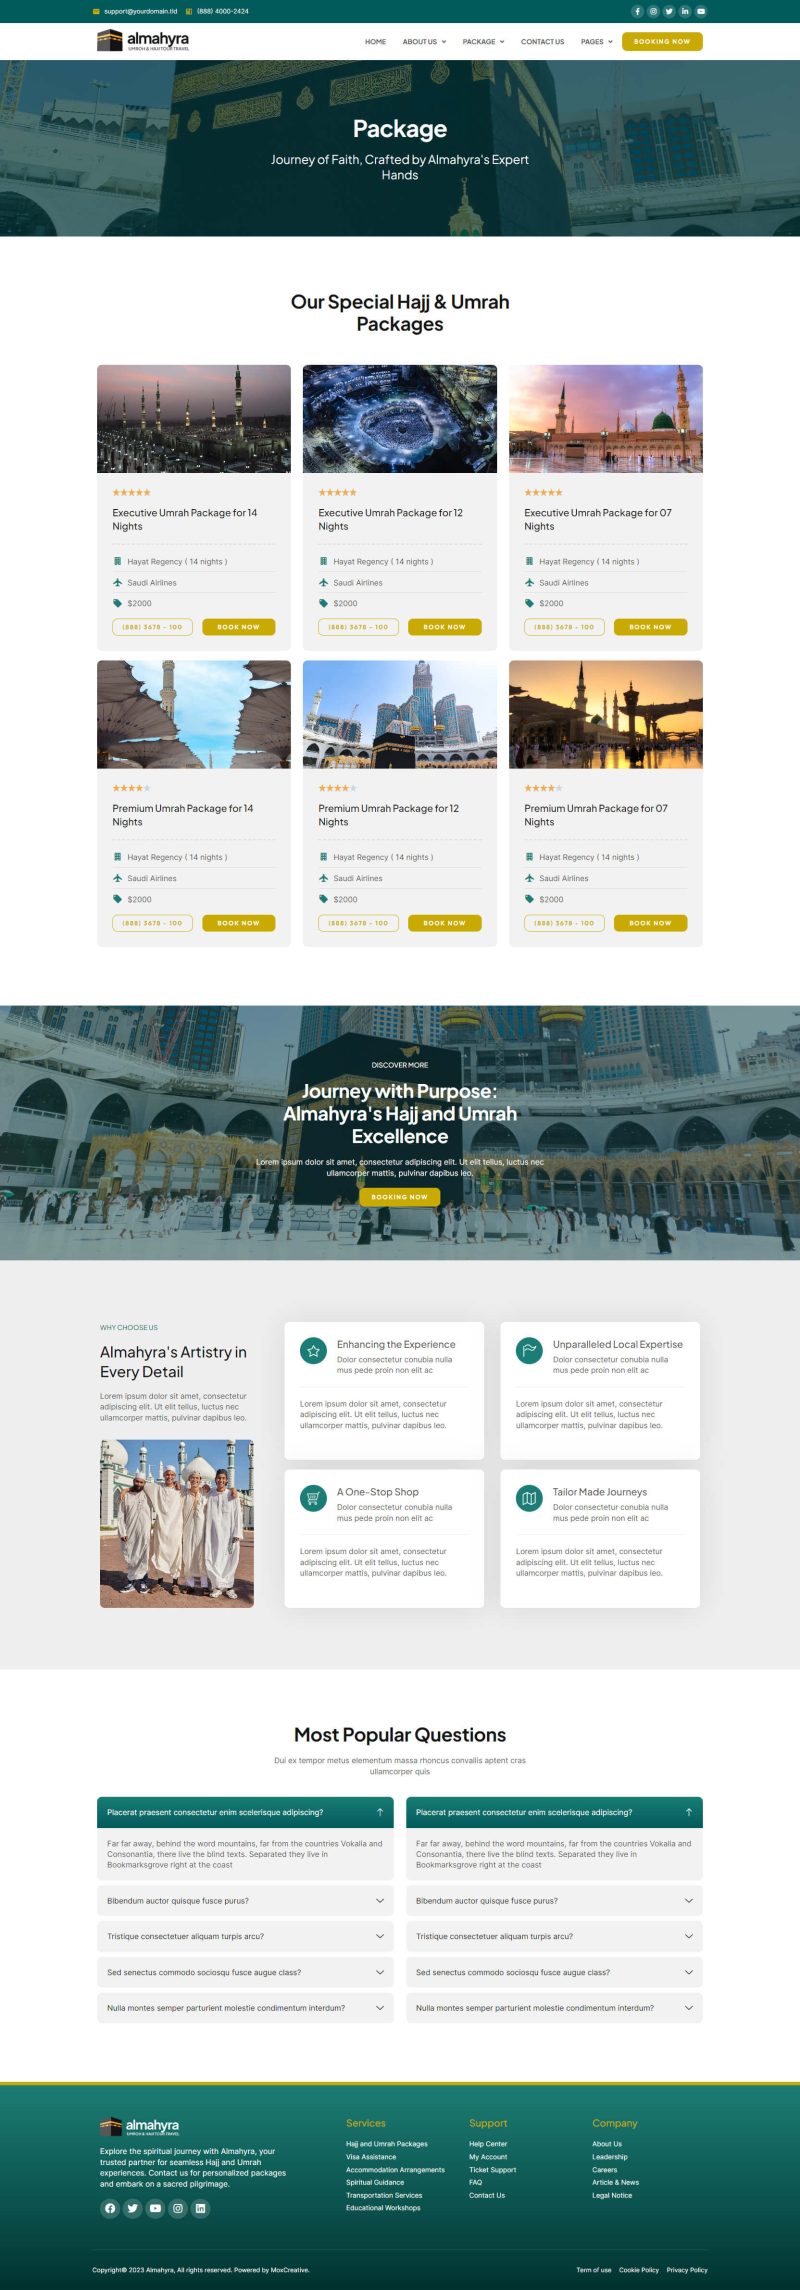 support@yourdomain.tld (888) 4000-2424
almahyra
UMROH & HAJJ TOUR TRAVEL
HOME ABOUT US PACKAGE CONTACT US PAGES BOOKING NOW
Package
Journey of Faith, Crafted by Almahyra's Expert
Hands
Our Special Hajj & Umrah
Packages
Executive Umrah Package for 14
Nights
Hayat Regency ( 14 nights )
Saudi Airlines
$2000
(888) 3678 - 100 BOOK NOW
Executive Umrah Package for 12
Nights
Hayat Regency ( 14 nights )
Saudi Airlines
$2000
(888) 3678 - 100 BOOK NOW
Executive Umrah Package for 07
Nights
Hayat Regency ( 14 nights )
Saudi Airlines
$2000
(888) 3678 - 100 BOOK NOW
Premium Umrah Package for 14
Nights
Hayat Regency ( 14 nights )
Saudi Airlines
$2000
(888) 3678 - 100 BOOK NOW
Premium Umrah Package for 12
Nights
Hayat Regency ( 14 nights )
Saudi Airlines
$2000
(888) 3678 - 100 BOOK NOW
Premium Umrah Package for 07
Nights
Hayat Regency ( 14 nights )
Saudi Airlines
$2000
(888) 3678 - 100 BOOK NOW
DISCOVER MORE
Journey with Purpose:
Almahyra's Hajj and Umrah
Excellence
Lorem ipsum dolor sit amet, consectetur adipiscing elit. Ut elit tellus, luctus nec
ullamcorper mattis, pulvinar dapibus leo.
BOOKING NOW
WHY CHOOSE US
Almahyra's Artistry in
Every Detail
Lorem ipsum dolor sit amet, consectetur
adipiscing elit. Ut elit tellus, luctus nec
ullamcorper mattis, pulvinar dapibus leo.
Enhancing the Experience
Dolor consectetur conubia nulla
mus pede proin non elit ac
Lorem ipsum dolor sit amet, consectetur
adipiscing elit. Ut elit tellus, luctus nec
ullamcorper mattis, pulvinar dapibus leo.
Unparalleled Local Expertise
Dolor consectetur conubia nulla
mus pede proin non elit ac
Lorem ipsum dolor sit amet, consectetur
adipiscing elit. Ut elit tellus, luctus nec
ullamcorper mattis, pulvinar dapibus leo.
A One-Stop Shop
Dolor consectetur conubia nulla
mus pede proin non elit ac
Lorem ipsum dolor sit amet, consectetur
adipiscing elit. Ut elit tellus, luctus nec
ullamcorper mattis, pulvinar dapibus leo.
Tailor Made Journeys
Dolor consectetur conubia nulla
mus pede proin non elit ac
Lorem ipsum dolor sit amet, consectetur
adipiscing elit. Ut elit tellus, luctus nec
ullamcorper mattis, pulvinar dapibus leo.
Most Popular Questions
Dui ex tempor metus elementum massa rhoncus convallis aptent cras
ullamcorper quis
Placerat praesent consectetur enim scelerisque adipiscing?
Far far away, behind the word mountains, far from the countries Vokalia and
Consonantia, there live the blind texts. Separated they live in
Bookmarksgrove right at the coast
Bibendum auctor quisque fusce purus?
Tristique consectetuer aliquam turpis arcu?
Sed senectus commodo sociosqu fusce augue class?
Nulla montes semper parturient molestie condimentum interdum?
Placerat praesent consectetur enim scelerisque adipiscing?
Far far away, behind the word mountains, far from the countries Vokalia and
Consonantia, there live the blind texts. Separated they live in
Bookmarksgrove right at the coast
Bibendum auctor quisque fusce purus?
Tristique consectetuer aliquam turpis arcu?
Sed senectus commodo sociosqu fusce augue class?
Nulla montes semper parturient molestie condimentum interdum?
almahyra
UMROH & HAJJ TOUR TRAVEL
Explore the spiritual journey with Almahyra, your
trusted partner for seamless Hajj and Umrah
experiences. Contact us for personalized packages
and embark on a sacred pilgrimage.
Services
Hajj and Umrah Packages
Visa Assistance
Accommodation Arrangements
Spiritual Guidance
Transportation Services
Educational Workshops
Support
Help Center
My Account
Ticket Support
FAQ
Contact Us
Company
About Us
Leadership
Careers
Article & News
Legal Notice
Copyright© 2023 Almahyra, All rights reserved. Powered by MoxCreative.
Term of use Cookie Policy Privacy Policy